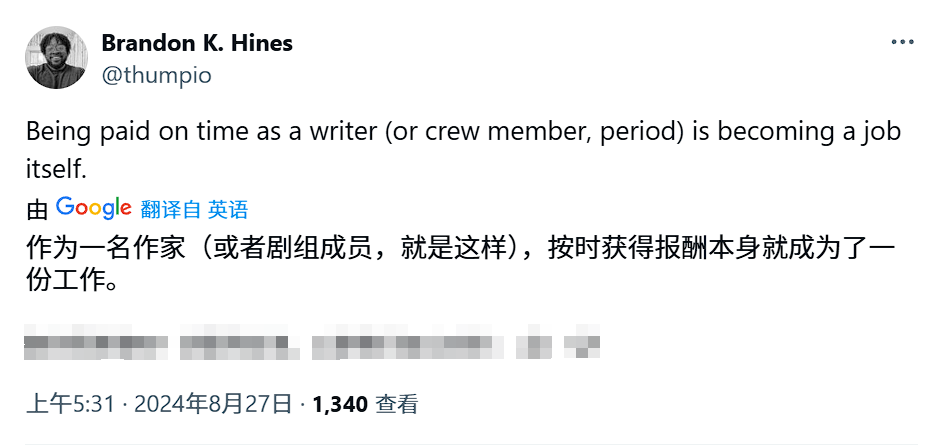 Brandon K. Hines
@thumpio
Being paid on time as a writer (or crew member, period) is becoming a job
itself.
由 Google 翻译自 英语
作为一名作家（或者剧组成员，就是这样），按时获得报酬本身就成为了一
份工作。
上午5:31 · 2024年8月27日 · 1,340 查看